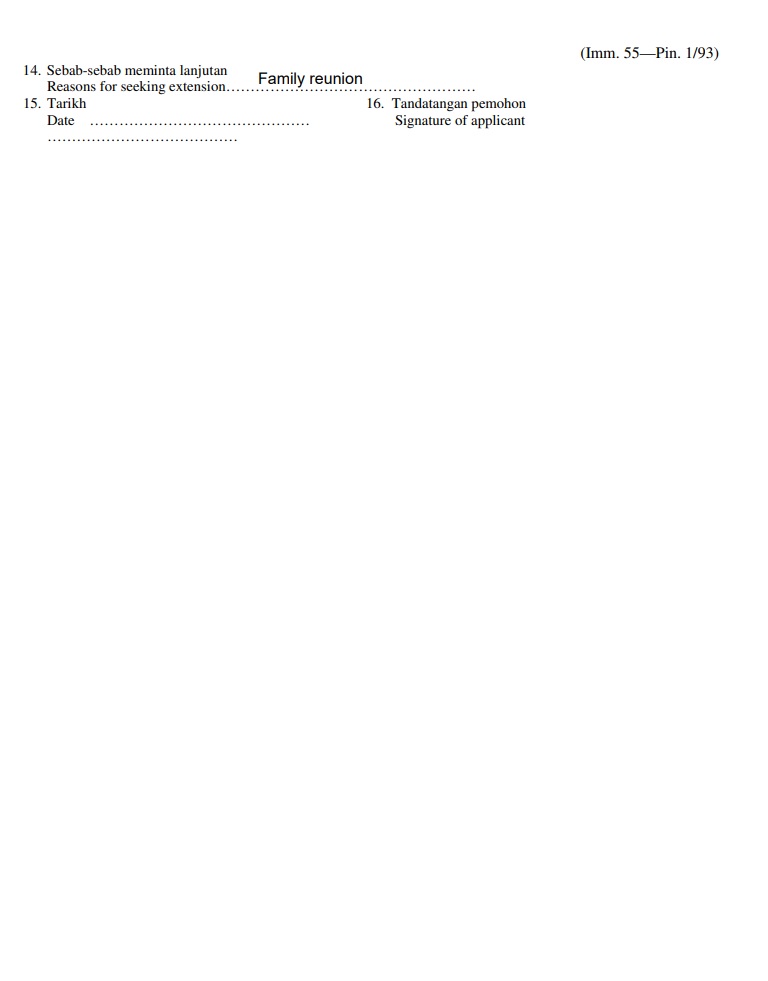 (Imm. 55—Pin. 1/93)
14. Sebab-sebab meminta lanjutan
Reasons for seeking extension.................................................... Family reunion
15. Tarikh
Date ............................................
16. Tandatangan pemohon
Signature of applicant
......................................